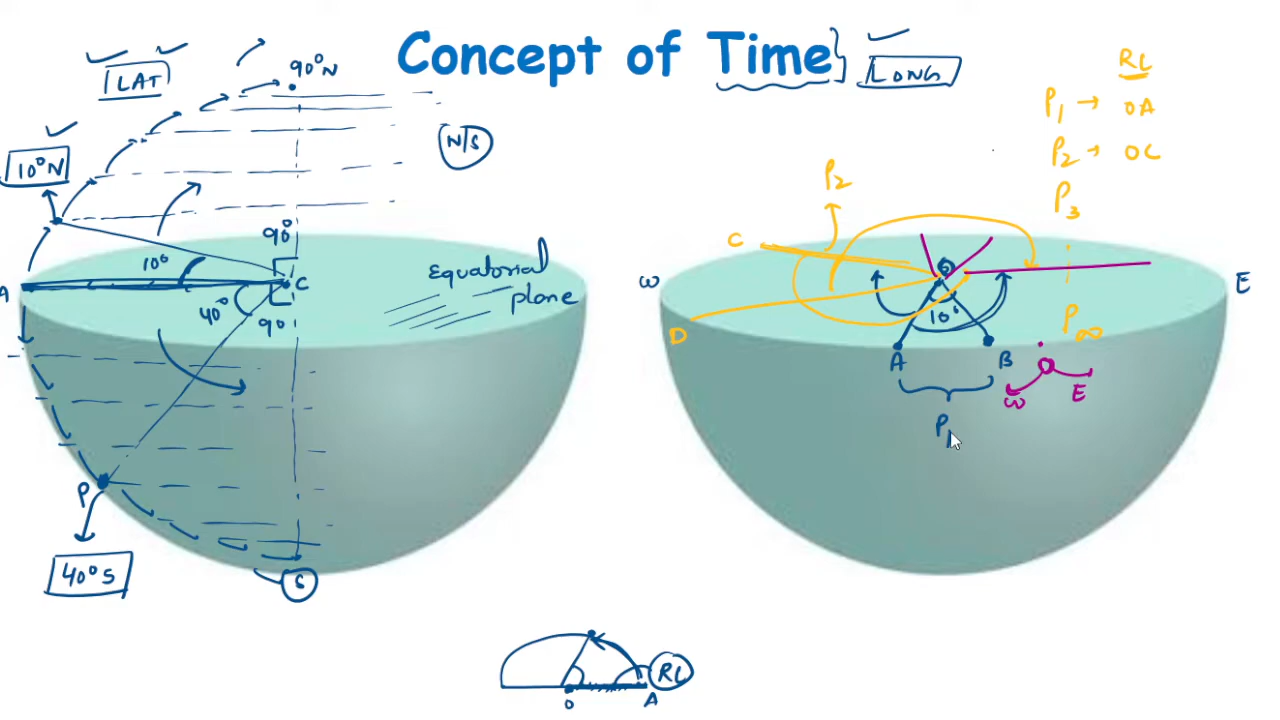 Concept of Time
LAT
LONG
90°N
N/S
10°N
90°
10°
A
C
40°
90
Equatorial
plane
P
40°S
S
RL
P1 → OA
P2 → OC
P3
P∞
P2
C
W
E
O
D
10°
A
B
W
E
P1
RL
O
A